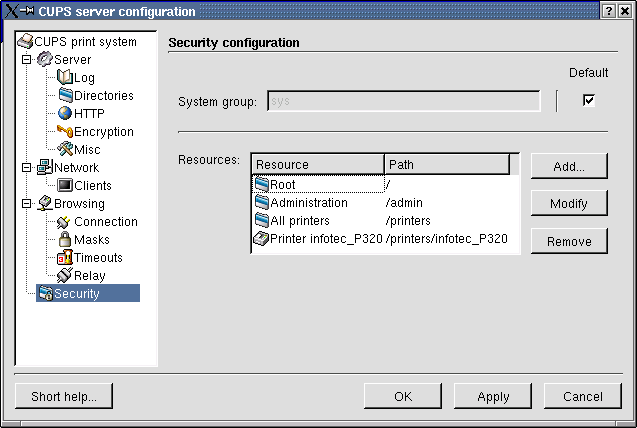 CUPS server configuration
CUPS print system
Server
Log
Directories
HTTP
Encryption
Misc
Network
Clients
Browsing
Connection
Masks
Timeouts
Relay
Security
Security configuration
Default
System group: sys
Resources:
Resource Path
Root /
Administration /admin
All printers /printers
Printer infotec_P320 /printers/infotec_P320
Add...
Modify
Remove
Short help...
OK
Apply
Cancel